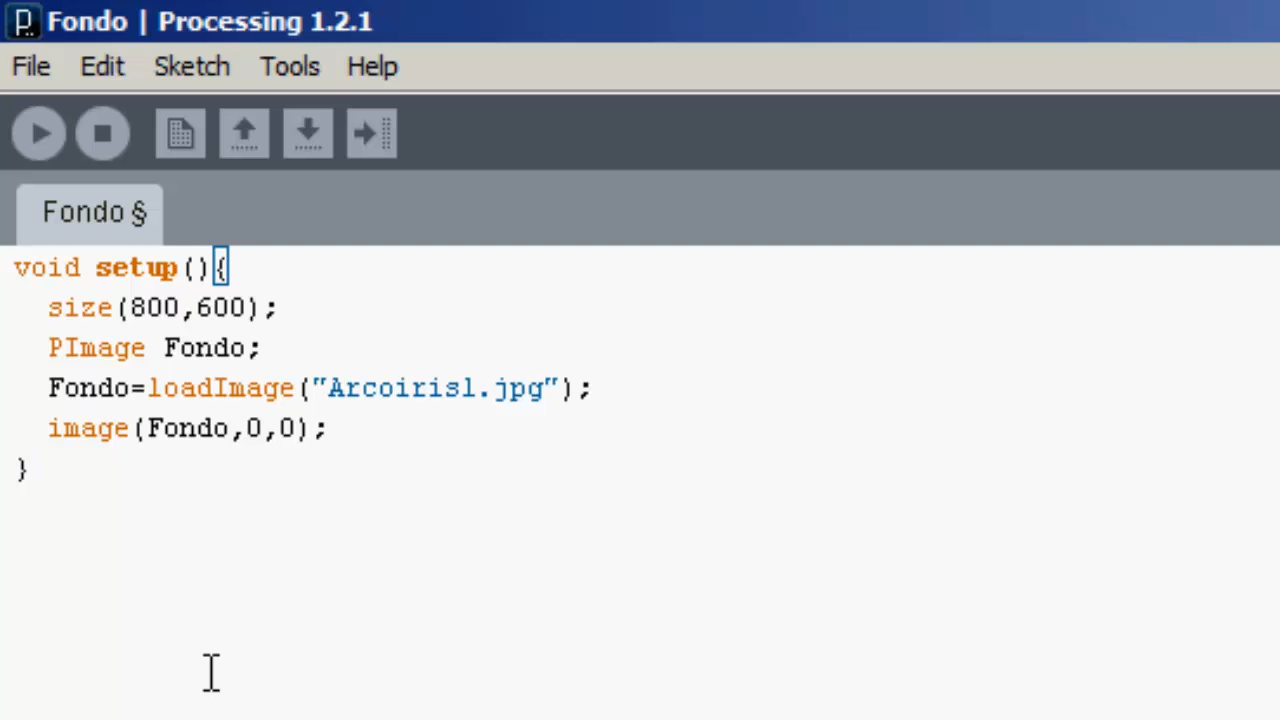 Fondo | Processing 1.2.1
File Edit Sketch Tools Help
Fondo §
void setup(){
size(800,600);
PImage Fondo;
Fondo=loadImage("Arcoiris1.jpg");
image(Fondo,0,0);
}